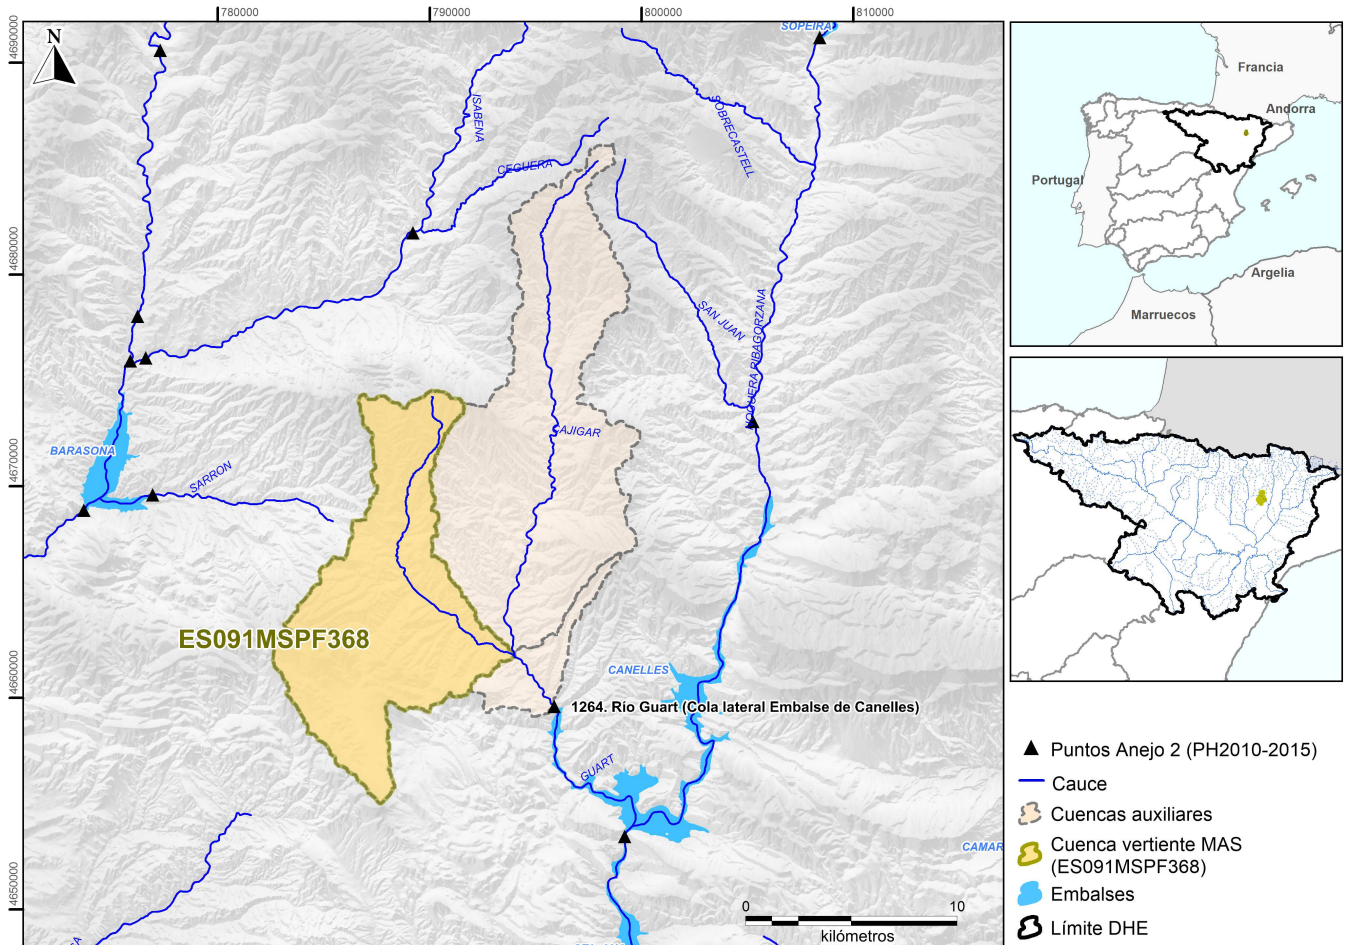 780000
790000
800000
810000
4690000
4680000
4670000
4660000
4650000
N
SOPEIRA
ISABENA
SOBRECASTELL
CEGUERA
SAN JUAN
NOGUERA RIBAGORZANA
CAJIGAR
BARASONA
SARRON
ES091MSPF368
CANELLES
1264. Río Guart (Cola lateral Embalse de Canelles)
GUART
CAMAR
0
10
kilómetros
Francia
Andorra
Portugal
Argelia
Marruecos
Puntos Anejo 2 (PH2010-2015)
Cauce
Cuencas auxiliares
Cuenca vertiente MAS
(ES091MSPF368)
Embalses
Límite DHE